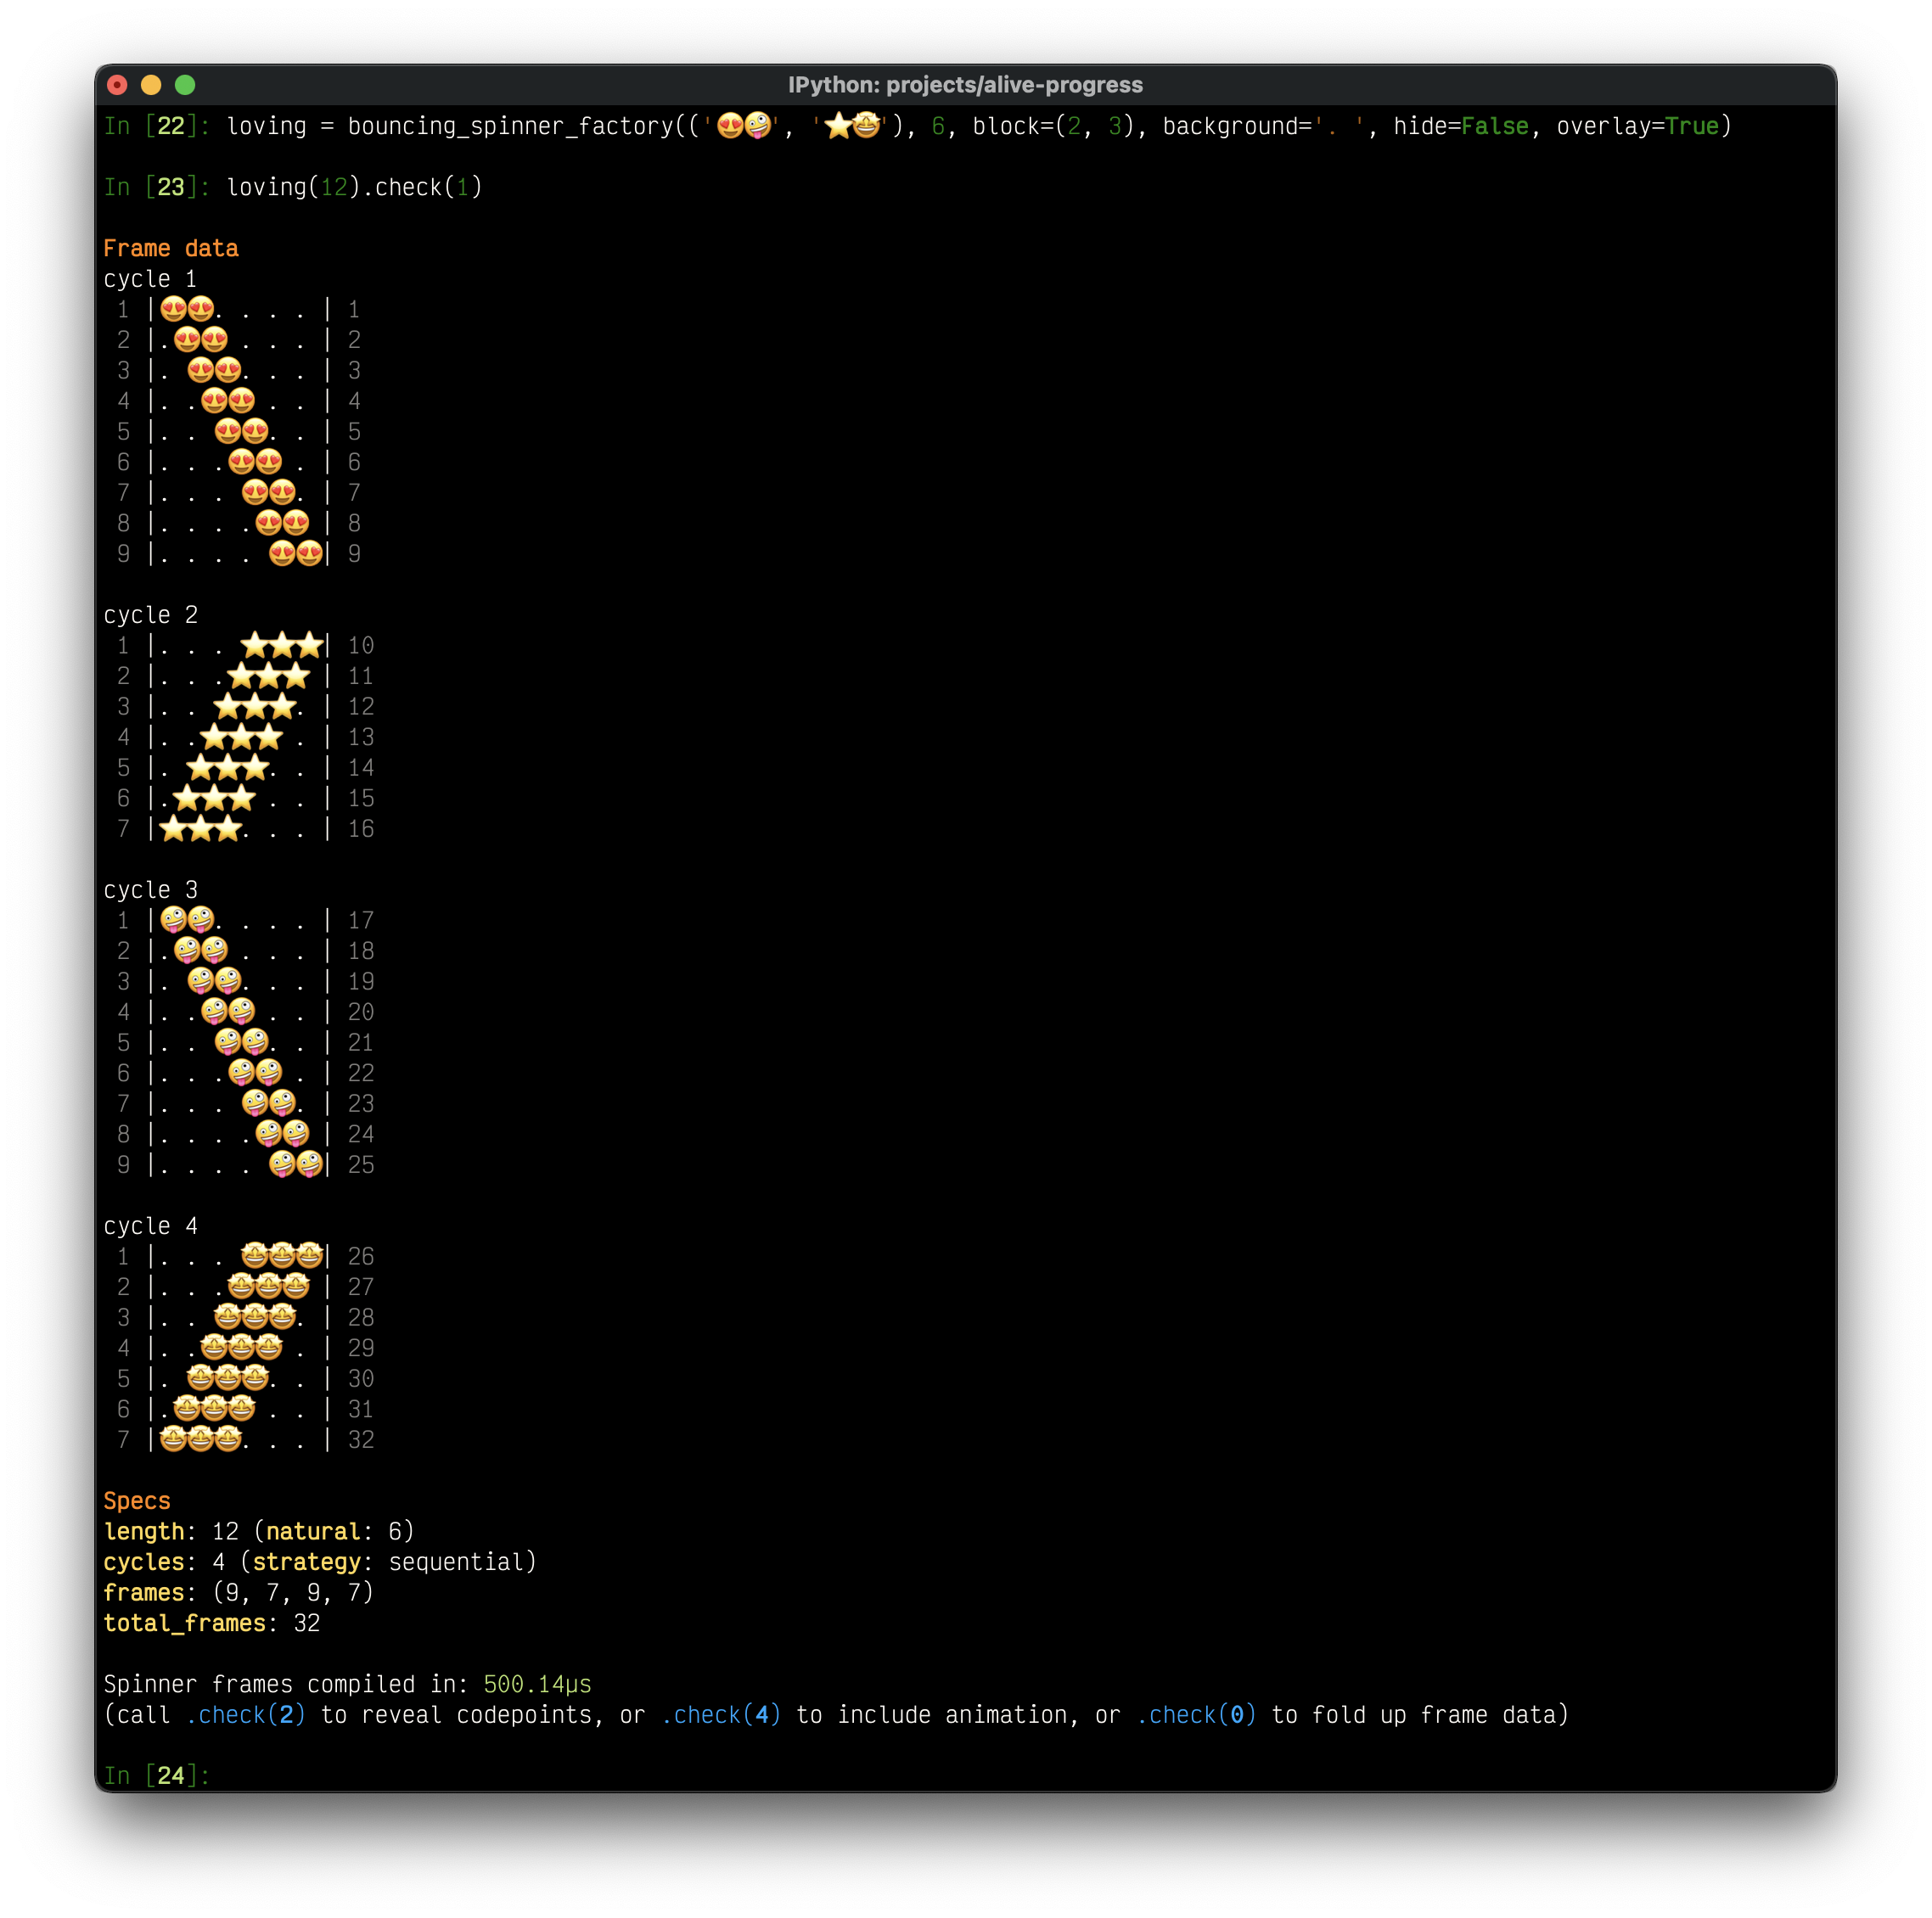 IPython: projects/alive-progress
In [22]: loving = bouncing_spinner_factory(('😍🤪', '⭐️🤩'), 6, block=(2, 3), background='. ', hide=False, overlay=True)
In [23]: loving(12).check(1)
Frame data
cycle 1
1 |😍😍. . . . | 1
2 |.😍😍 . . . | 2
3 |. 😍😍. . . | 3
4 |. .😍😍 . . | 4
5 |. . 😍😍. . | 5
6 |. . .😍😍 . | 6
7 |. . . 😍😍. | 7
8 |. . . .😍😍 | 8
9 |. . . . 😍😍| 9
cycle 2
1 |. . . ⭐️⭐️⭐️| 10
2 |. . .⭐️⭐️⭐️ | 11
3 |. . ⭐️⭐️⭐️. | 12
4 |. .⭐️⭐️⭐️ . | 13
5 |. ⭐️⭐️⭐️. . | 14
6 |.⭐️⭐️⭐️ . . | 15
7 |⭐️⭐️⭐️. . . | 16
cycle 3
1 |🤪🤪. . . . | 17
2 |.🤪🤪 . . . | 18
3 |. 🤪🤪. . . | 19
4 |. .🤪🤪 . . | 20
5 |. . 🤪🤪. . | 21
6 |. . .🤪🤪 . | 22
7 |. . . 🤪🤪. | 23
8 |. . . .🤪🤪 | 24
9 |. . . . 🤪🤪| 25
cycle 4
1 |. . . 🤩🤩🤩| 26
2 |. . .🤩🤩🤩 | 27
3 |. . 🤩🤩🤩. | 28
4 |. .🤩🤩🤩 . | 29
5 |. 🤩🤩🤩. . | 30
6 |.🤩🤩🤩 . . | 31
7 |🤩🤩🤩. . . | 32
Specs
length: 12 (natural: 6)
cycles: 4 (strategy: sequential)
frames: (9, 7, 9, 7)
total_frames: 32
Spinner frames compiled in: 500.14µs
(call .check(2) to reveal codepoints, or .check(4) to include animation, or .check(0) to fold up frame data)
In [24]: